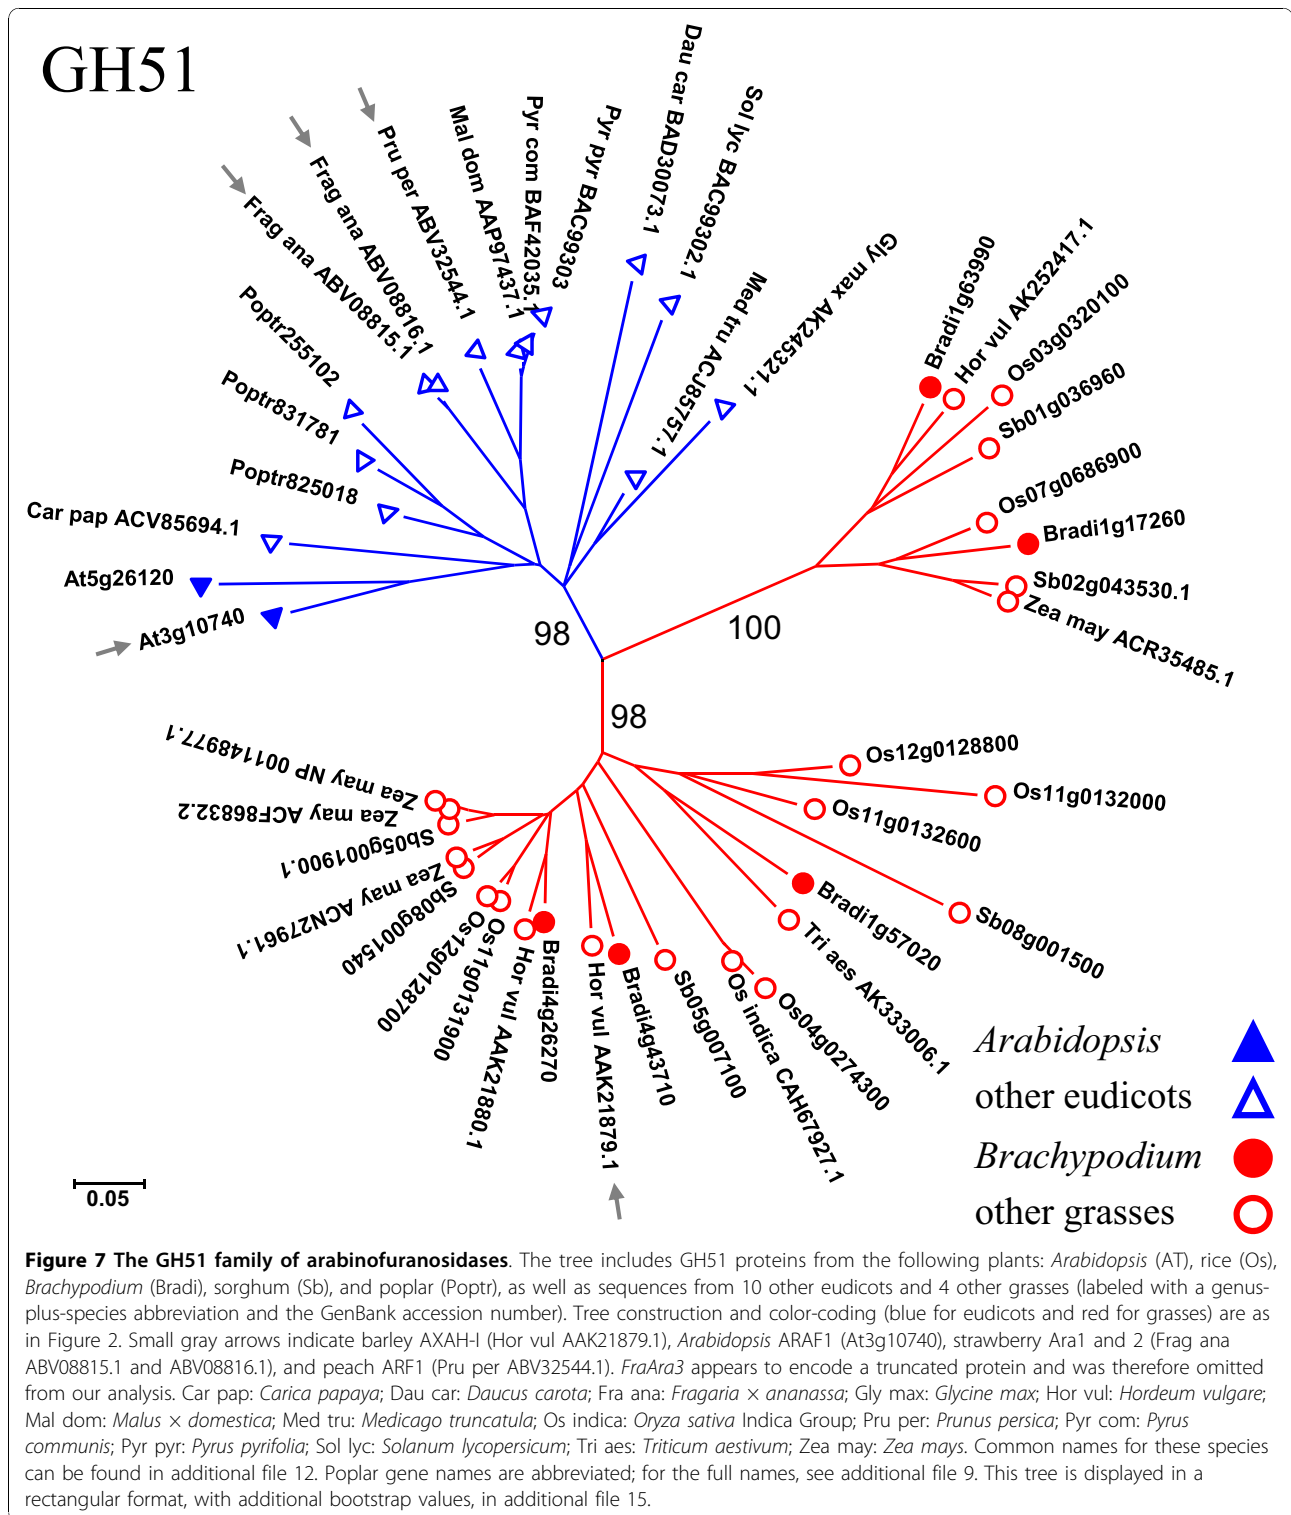 GH51
Dau car BAD30073.1
Sol lyc BAC99302.1
Pyr pyr BAC99303
Pyr com BAF42035.1
Mal dom AAP97437.1
Pru per ABV32544.1
Frag ana ABV08816.1
Frag ana ABV08815.1
Poptr255102
Poptr831781
Poptr825018
Car pap ACV85694.1
At5g26120
At3g10740
Med tru ACJ85757.1
Gly max AK245321.1
Bradi1g63990
Hor vul AK252417.1
Os03g0320100
Sb01g036960
Os07g0686900
Bradi1g17260
Sb02g043530.1
Zea may ACR35485.1
98
100
98
Os12g0128800
Os11g0132000
Os11g0132600
Sb08g001500
Bradi1g57020
Tri aes AK333006.1
Os04g0274300
Os indica CAH67927.1
Sb05g007100
Bradi4g43710
Hor vul AAK21879.1
Bradi4g26270
Hor vul AAK21880.1
Os11g0131900
Os12g0128700
Sb08g001540
Zea may ACN27961.1
Sb05g001900.1
Zea may ACF86832.2
Zea may NP 001148977.1
Arabidopsis
other eudicots
Brachypodium
other grasses
0.05
Figure 7 The GH51 family of arabinofuranosidases. The tree includes GH51 proteins from the following plants: Arabidopsis (AT), rice (Os),
Brachypodium (Bradi), sorghum (Sb), and poplar (Poptr), as well as sequences from 10 other eudicots and 4 other grasses (labeled with a genus-
plus-species abbreviation and the GenBank accession number). Tree construction and color-coding (blue for eudicots and red for grasses) are as
in Figure 2. Small gray arrows indicate barley AXAH-I (Hor vul AAK21879.1), Arabidopsis ARAF1 (At3g10740), strawberry Ara1 and 2 (Frag ana
ABV08815.1 and ABV08816.1), and peach ARF1 (Pru per ABV32544.1). FraAra3 appears to encode a truncated protein and was therefore omitted
from our analysis. Car pap: Carica papaya; Dau car: Daucus carota; Fra ana: Fragaria × ananassa; Gly max: Glycine max; Hor vul: Hordeum vulgare;
Mal dom: Malus × domestica; Med tru: Medicago truncatula; Os indica: Oryza sativa Indica Group; Pru per: Prunus persica; Pyr com: Pyrus
communis; Pyr pyr: Pyrus pyrifolia; Sol lyc: Solanum lycopersicum; Tri aes: Triticum aestivum; Zea may: Zea mays. Common names for these species
can be found in additional file 12. Poplar gene names are abbreviated; for the full names, see additional file 9. This tree is displayed in a
rectangular format, with additional bootstrap values, in additional file 15.